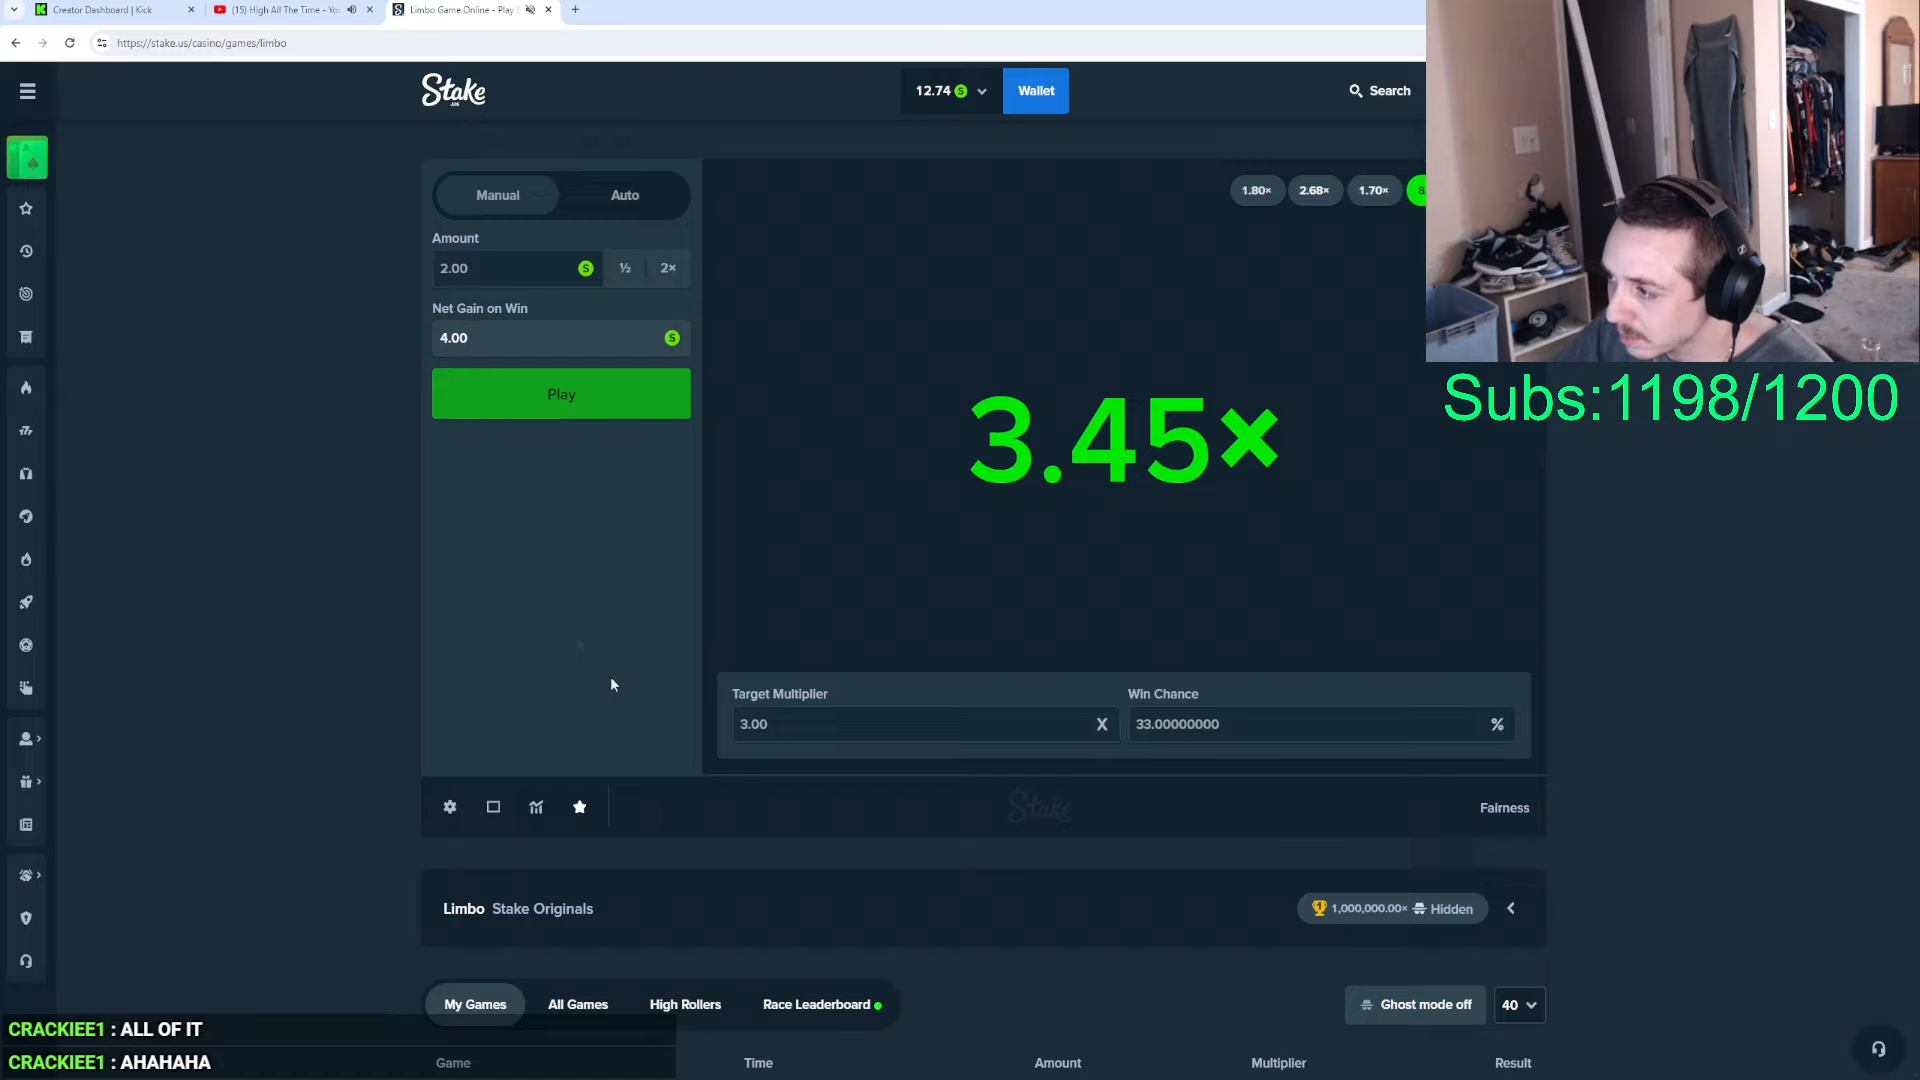 Creator Dashboard | Kick
(15) High All The Time - Yo
Limbo Game Online - Play
https://stake.us/casino/games/limbo
Stake
.us
12.74
Wallet
Search
Manual
Auto
1.80×
2.68×
1.70×
8
Amount
2.00
½
2×
Net Gain on Win
4.00
Play
3.45×
Subs:1198/1200
Target Multiplier
Win Chance
3.00
X
33.00000000
%
Stake
Fairness
Limbo Stake Originals
1,000,000.00×
Hidden
My Games
All Games
High Rollers
Race Leaderboard
Ghost mode off
40
CRACKIEE1 : ALL OF IT
CRACKIEE1 : AHAHAHA
Game
Time
Amount
Multiplier
Result